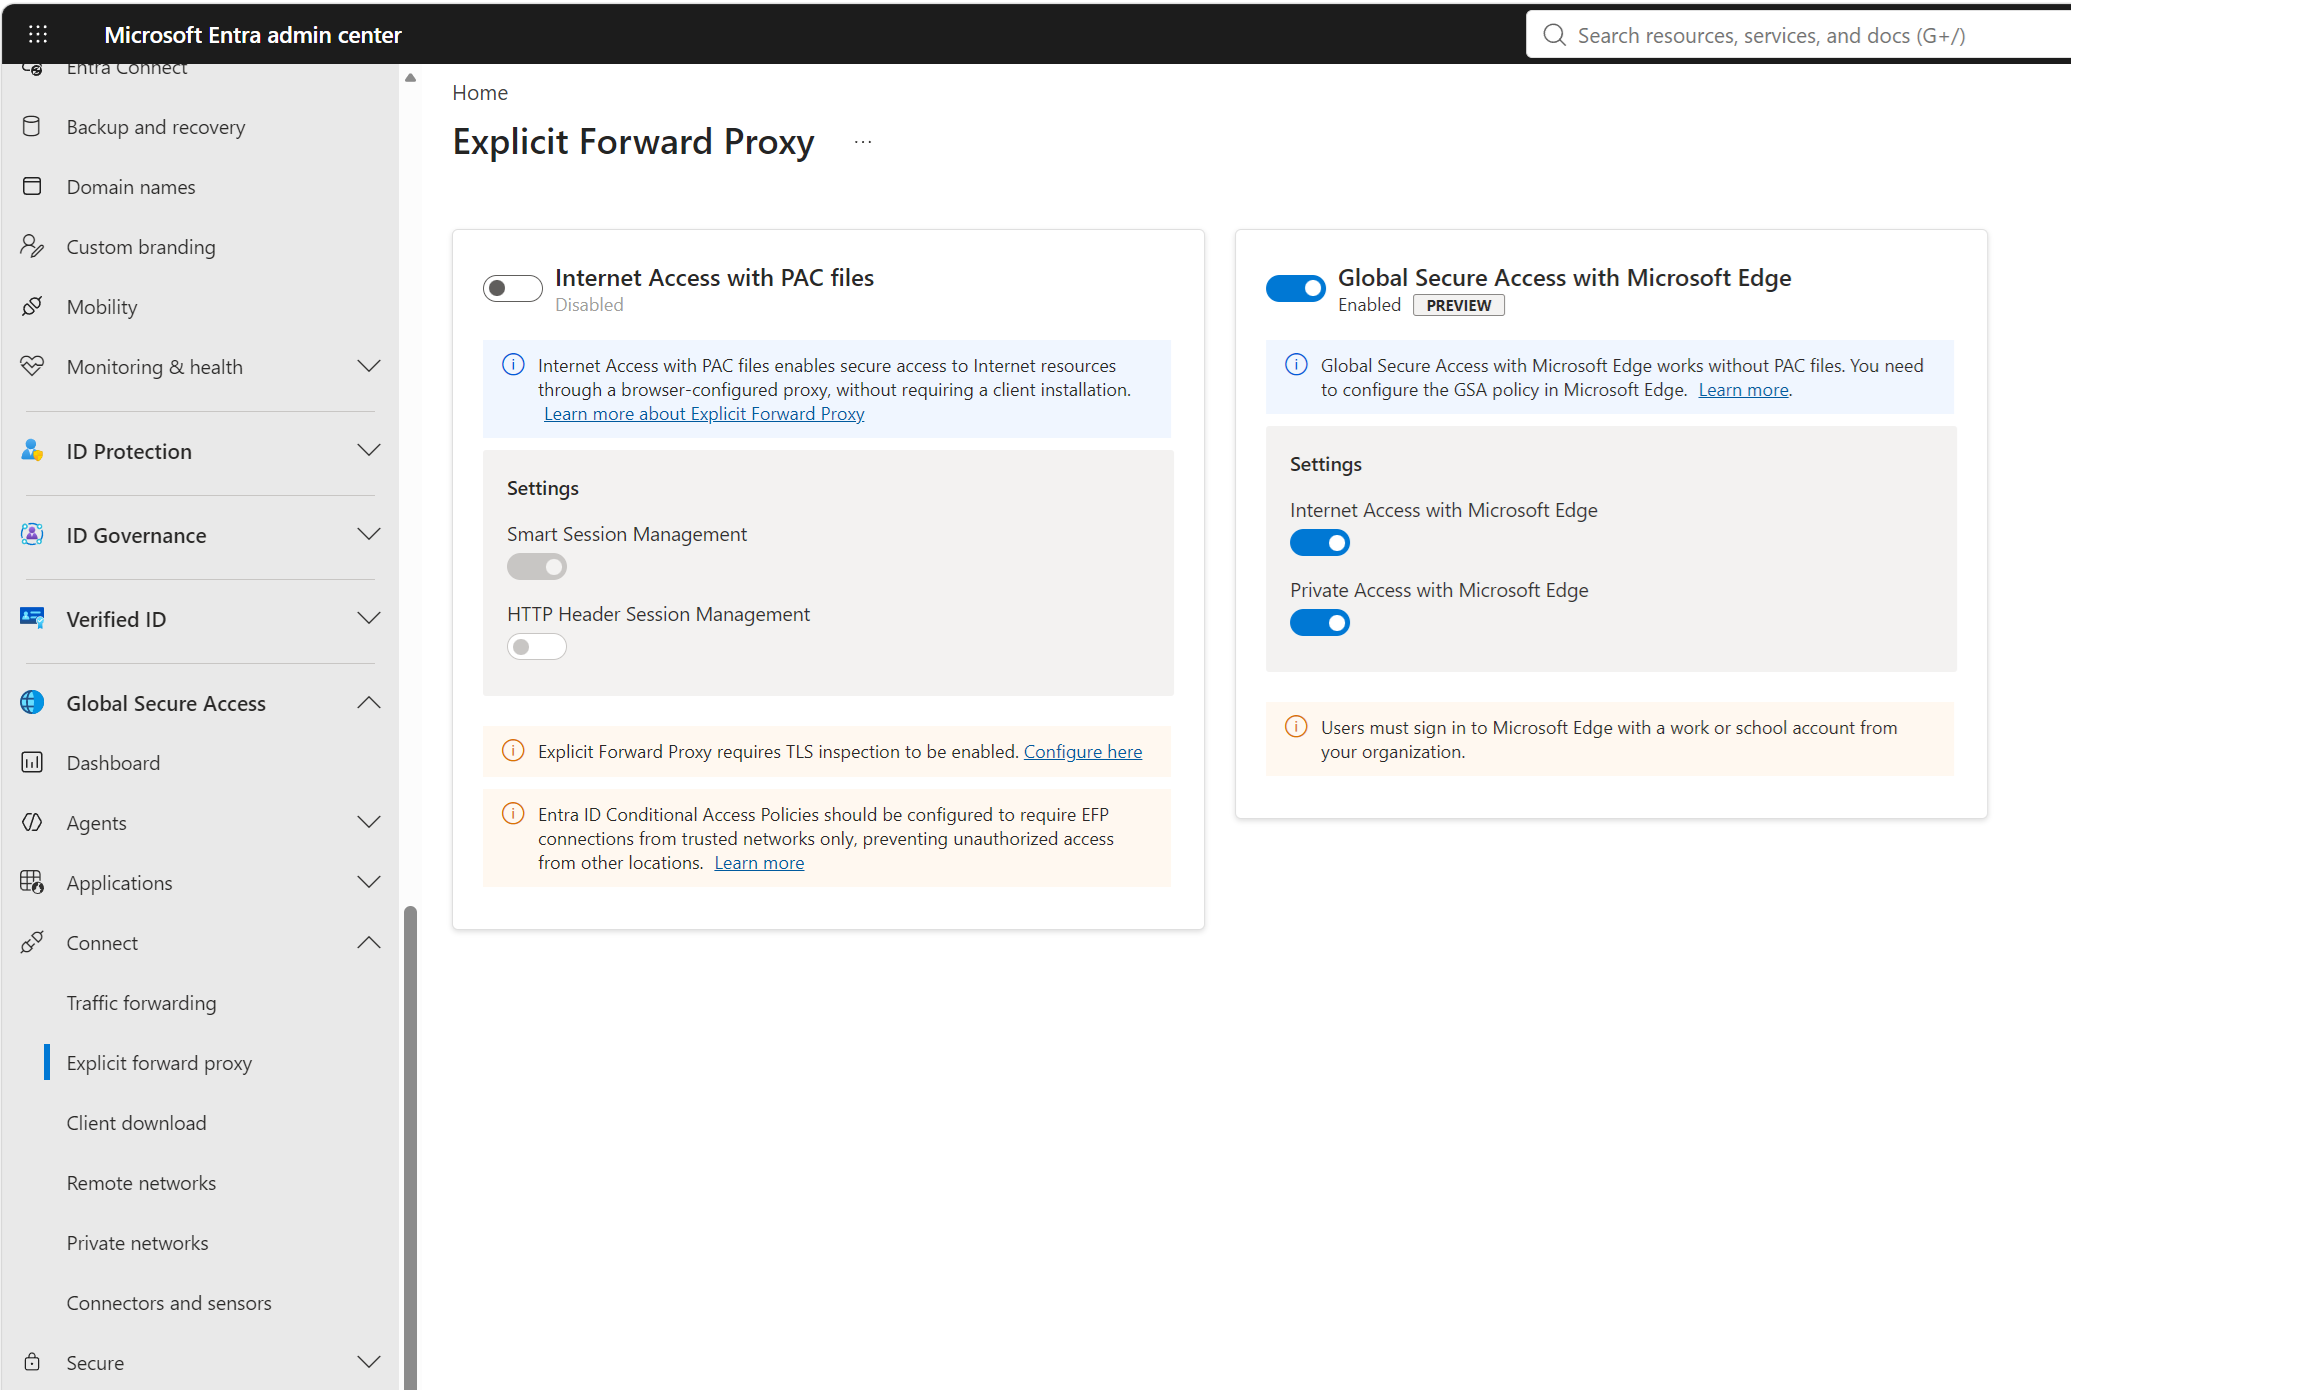 Microsoft Entra admin center
Search resources, services, and docs (G+/)
Entra Connect
Backup and recovery
Domain names
Custom branding
Mobility
Monitoring & health
ID Protection
ID Governance
Verified ID
Global Secure Access
Dashboard
Agents
Applications
Connect
Traffic forwarding
Explicit forward proxy
Client download
Remote networks
Private networks
Connectors and sensors
Secure
Home
Explicit Forward Proxy ...
Internet Access with PAC files
Disabled
Internet Access with PAC files enables secure access to Internet resources
through a browser-configured proxy, without requiring a client installation.
Learn more about Explicit Forward Proxy
Settings
Smart Session Management
HTTP Header Session Management
Explicit Forward Proxy requires TLS inspection to be enabled. Configure here
Entra ID Conditional Access Policies should be configured to require EFP
connections from trusted networks only, preventing unauthorized access
from other locations. Learn more
Global Secure Access with Microsoft Edge
Enabled PREVIEW
Global Secure Access with Microsoft Edge works without PAC files. You need
to configure the GSA policy in Microsoft Edge. Learn more.
Settings
Internet Access with Microsoft Edge
Private Access with Microsoft Edge
Users must sign in to Microsoft Edge with a work or school account from
your organization.